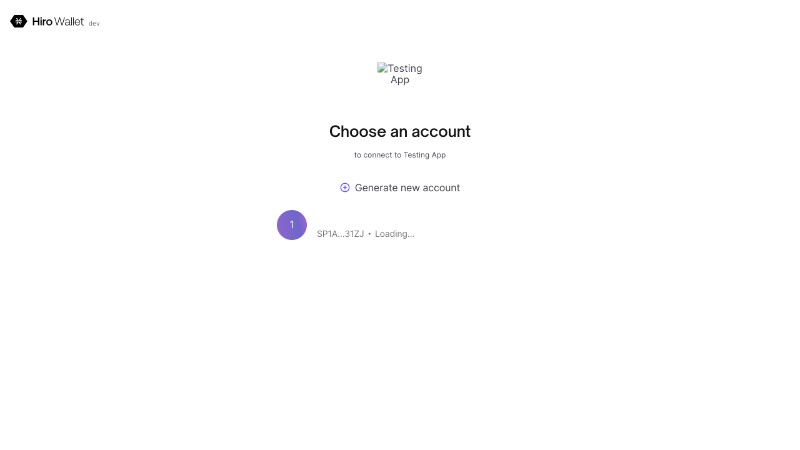 Hiro Wallet dev
Testing
App
Choose an account
to connect to Testing App
Generate new account
1
SP1A…31ZJ • Loading...